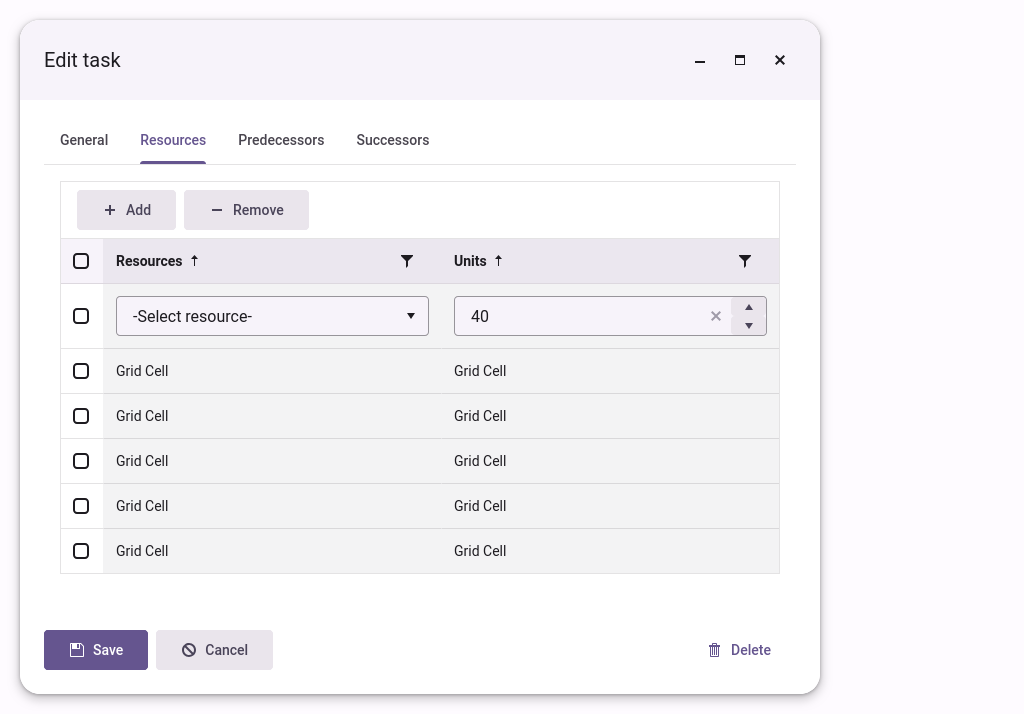 Edit task
General Resources Predecessors Successors
Add Remove
Resources Units
-Select resource- 40
Grid Cell Grid Cell
Grid Cell Grid Cell
Grid Cell Grid Cell
Grid Cell Grid Cell
Grid Cell Grid Cell
Save Cancel Delete